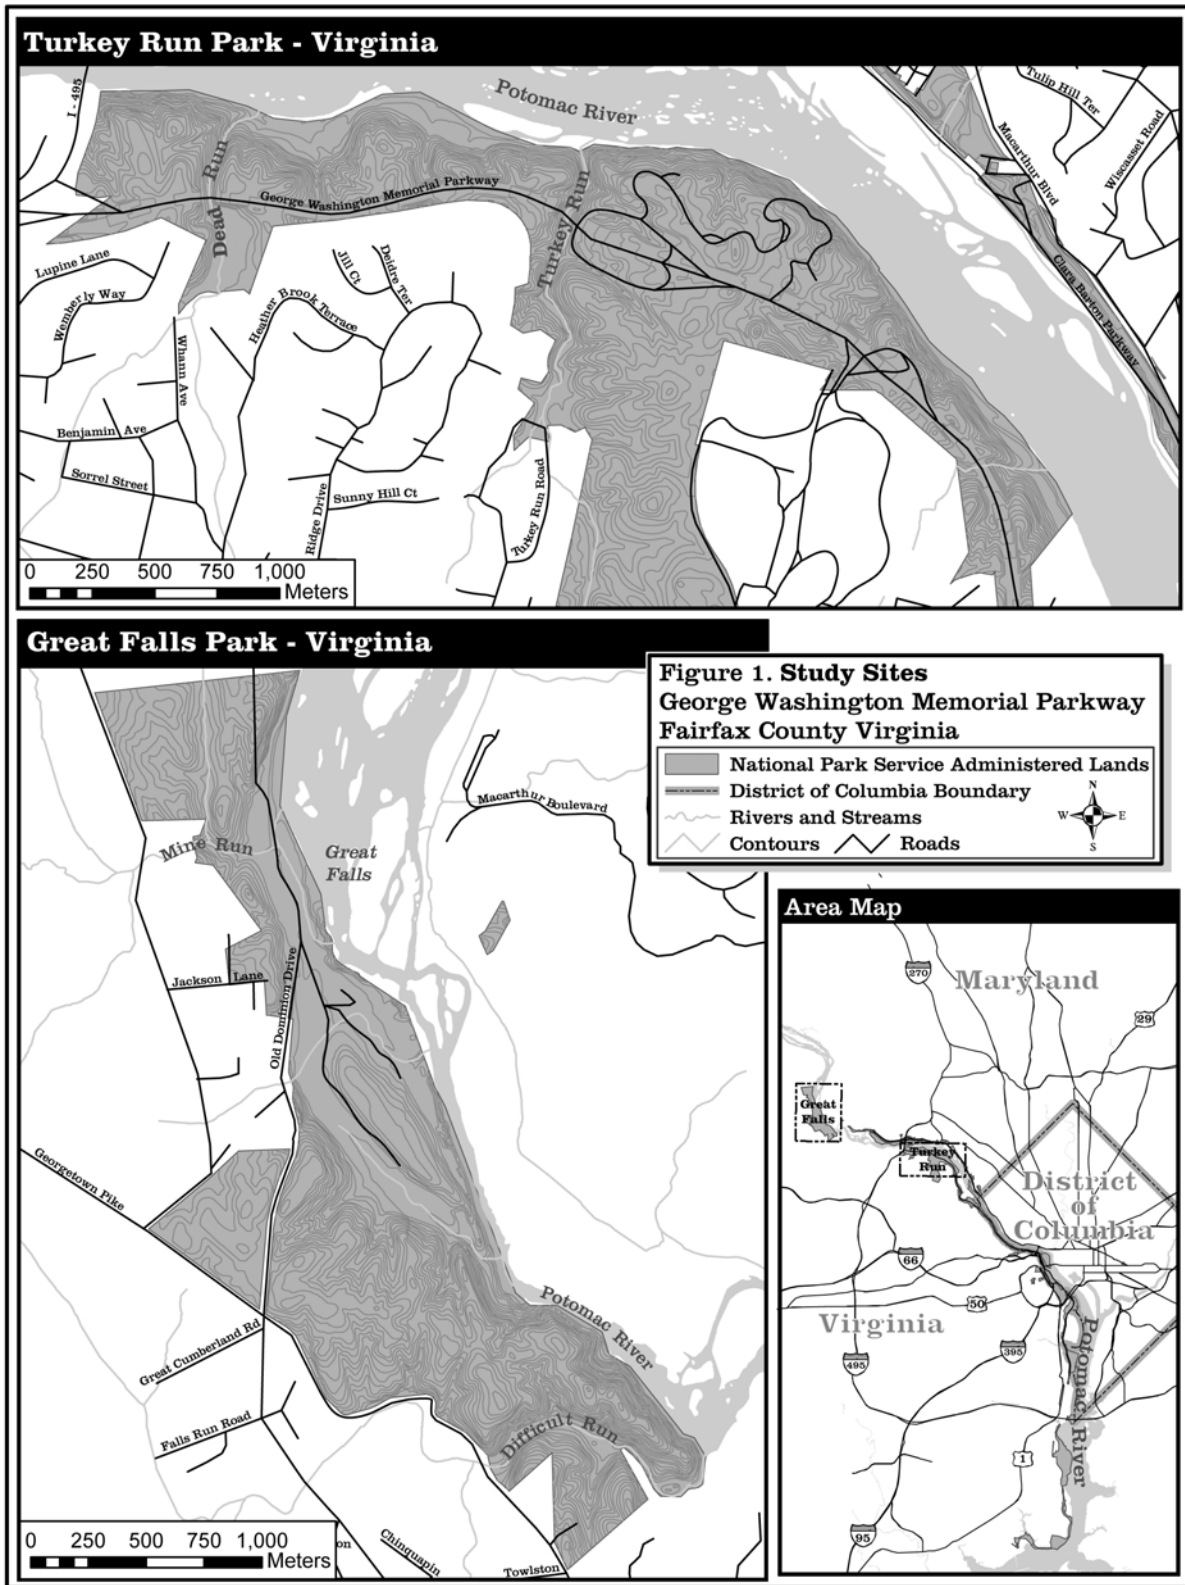 Turkey Run Park - Virginia
I - 495
Potomac River
Tulip Hill Ter
Macarthur Blvd
Wiscasset Road
Dead Run
George Washington Memorial Parkway
Turkey Run
Clara Barton Parkway
Lupine Lane
Wemberly Way
Jill Ct
Deidre Ter
Heather Brook Terrace
Whann Ave
Benjamin Ave
Sorrel Street
Ridge Drive
Sunny Hill Ct
Turkey Run Road
0 250 500 750 1,000
Meters
Great Falls Park - Virginia
Macarthur Boulevard
Mine Run
Great
Falls
Jackson Lane
Old Dominion Drive
Georgetown Pike
Potomac River
Great Cumberland Rd
Falls Run Road
Difficult Run
Chinquapin
Towlston
on
0 250 500 750 1,000
Meters
Figure 1. Study Sites
George Washington Memorial Parkway
Fairfax County Virginia
National Park Service Administered Lands
District of Columbia Boundary
Rivers and Streams
Contours
Roads
N
W E
S
Area Map
270
Maryland
29
Great
Falls
Turkey
Run
District
of
Columbia
66
50
Virginia
495
395
Potomac River
1
95